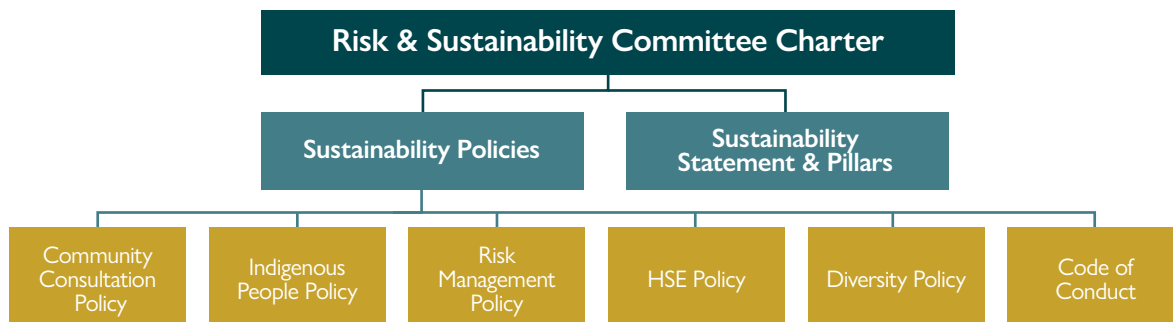 Risk & Sustainability Committee Charter
Sustainability Policies
Sustainability
Statement & Pillars
Community
Consultation
Policy
Indigenous
People Policy
Risk
Management
Policy
HSE Policy
Diversity Policy
Code of
Conduct